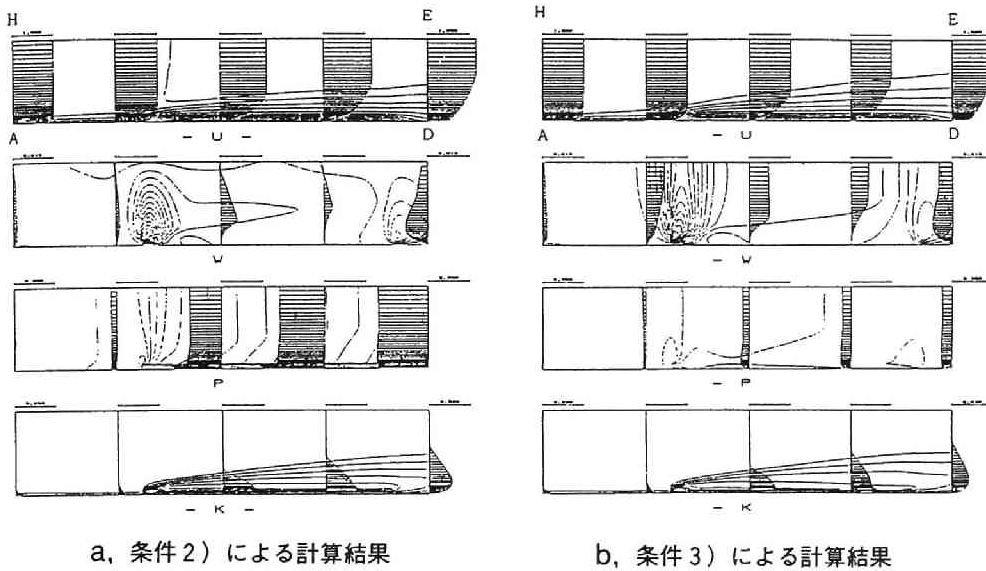 H
E
A
D
- U -
W
P
- K -
a, 条件2）による計算結果
H
E
A
D
- U
- W
- P
- K
b, 条件3）による計算結果